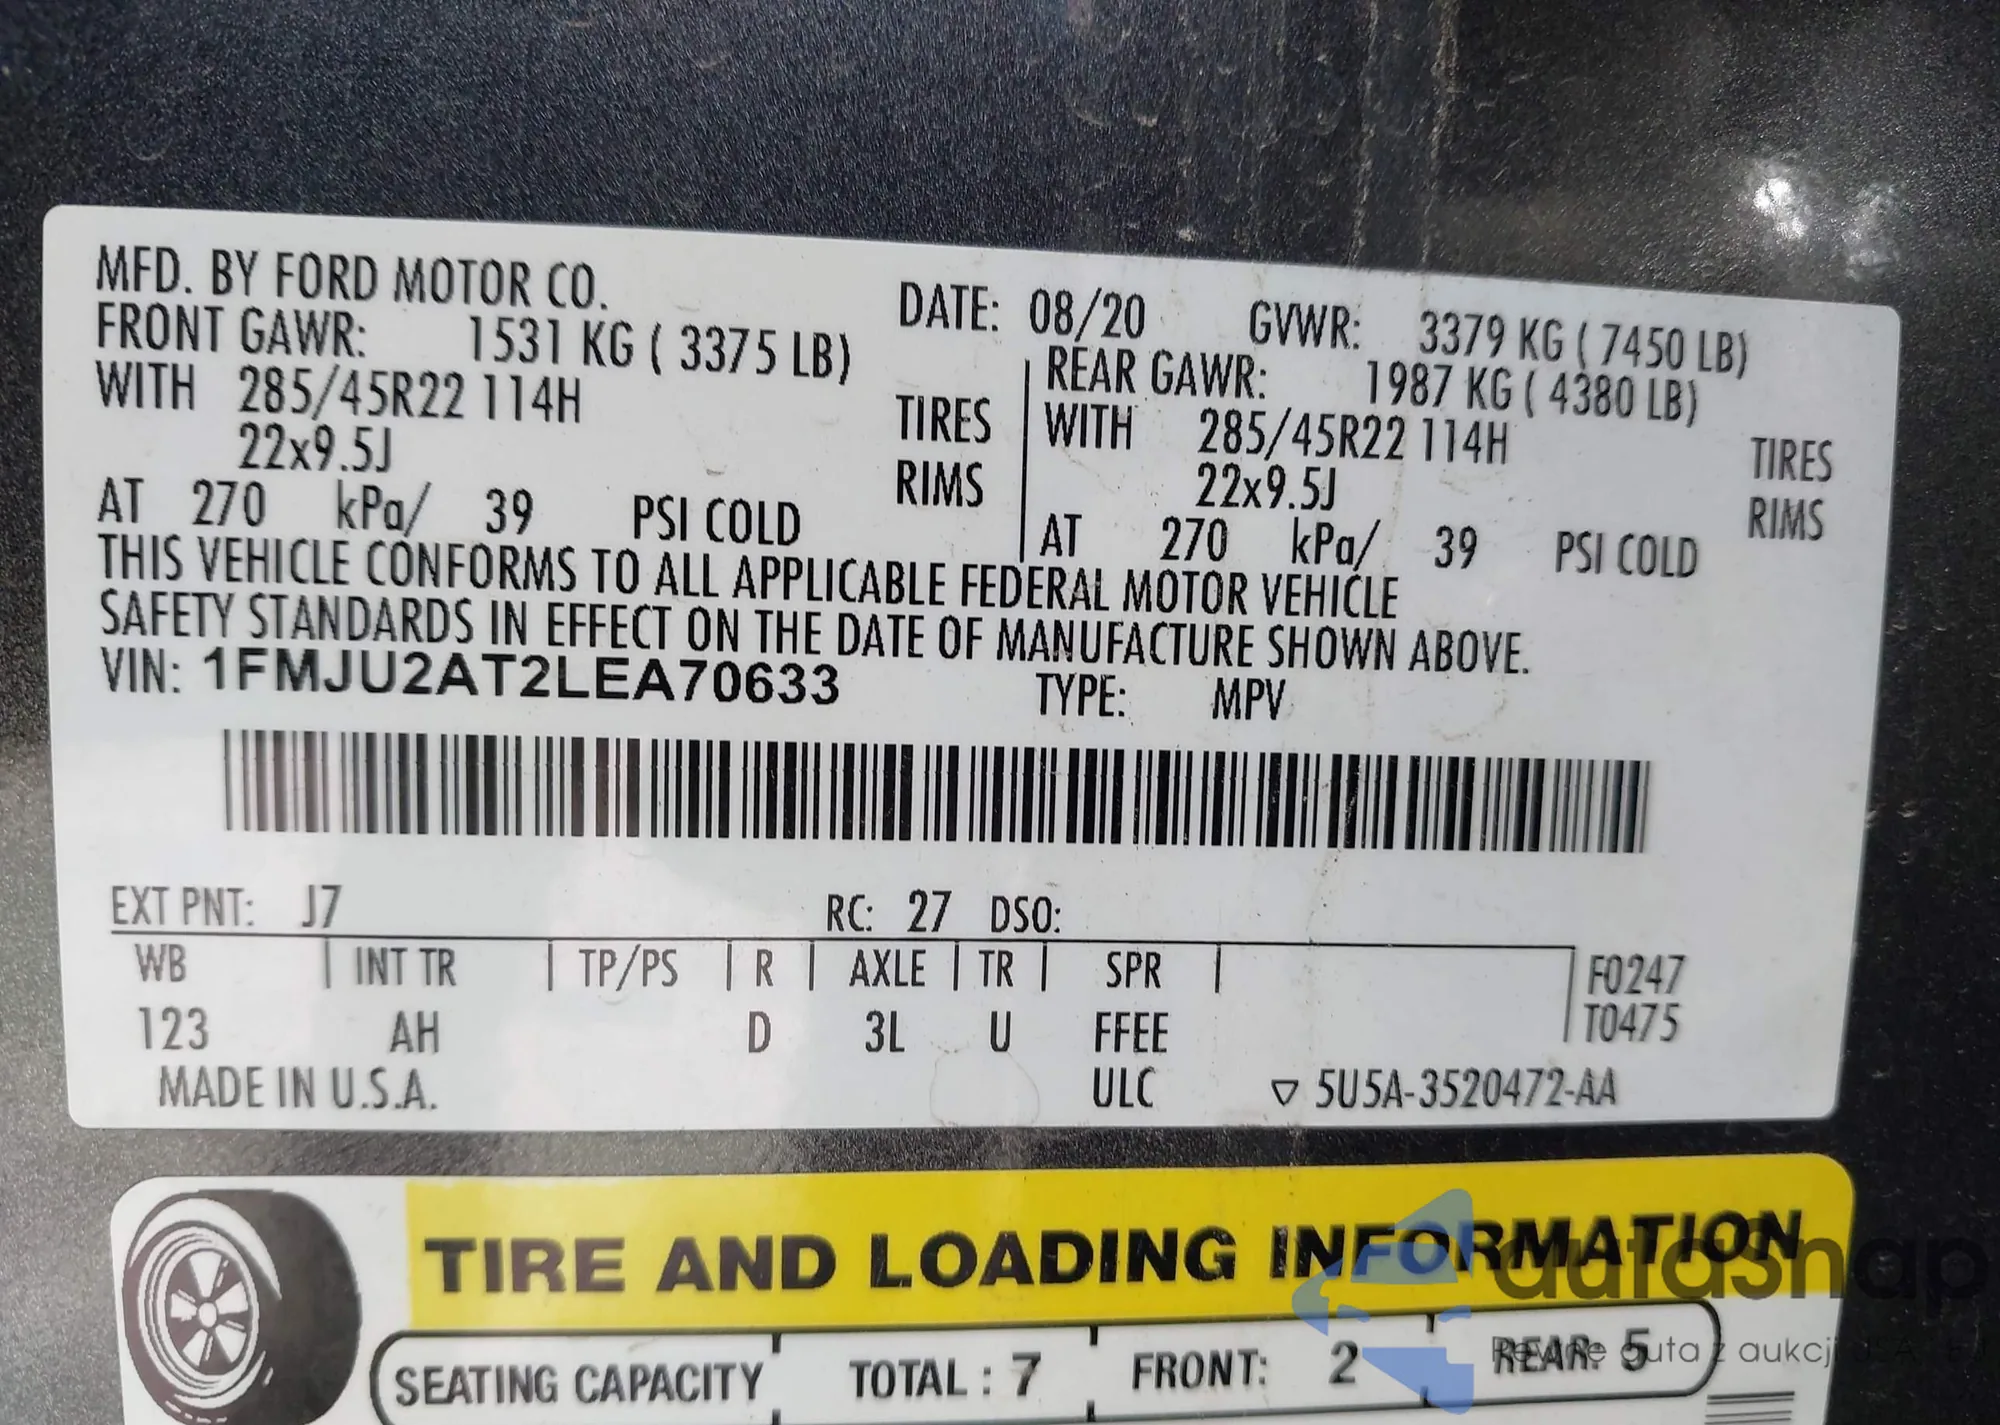 MFD. BY FORD MOTOR CO. DATE: 08/20 GVWR: 3379 KG ( 7450 LB)
FRONT GAWR: 1531 KG ( 3375 LB) REAR GAWR: 1987 KG ( 4380 LB)
WITH 285/45R22 114H TIRES WITH 285/45R22 114H TIRES
22x9.5J RIMS 22x9.5J RIMS
AT 270 kPa/ 39 PSI COLD AT 270 kPa/ 39 PSI COLD
THIS VEHICLE CONFORMS TO ALL APPLICABLE FEDERAL MOTOR VEHICLE
SAFETY STANDARDS IN EFFECT ON THE DATE OF MANUFACTURE SHOWN ABOVE.
VIN: 1FMJU2AT2LEA70633 TYPE: MPV
EXT PNT: J7 RC: 27 DSO:
WB INT TR TP/PS R AXLE TR SPR F0247
T0475
123 AH D 3L U FFEE
MADE IN U.S.A. ULC ▽ 5U5A-3520472-AA
TIRE AND LOADING INFORMATION
autasnap
SEATING CAPACITY TOTAL : 7 FRONT: 2 REAR: 5
auta z aukcji